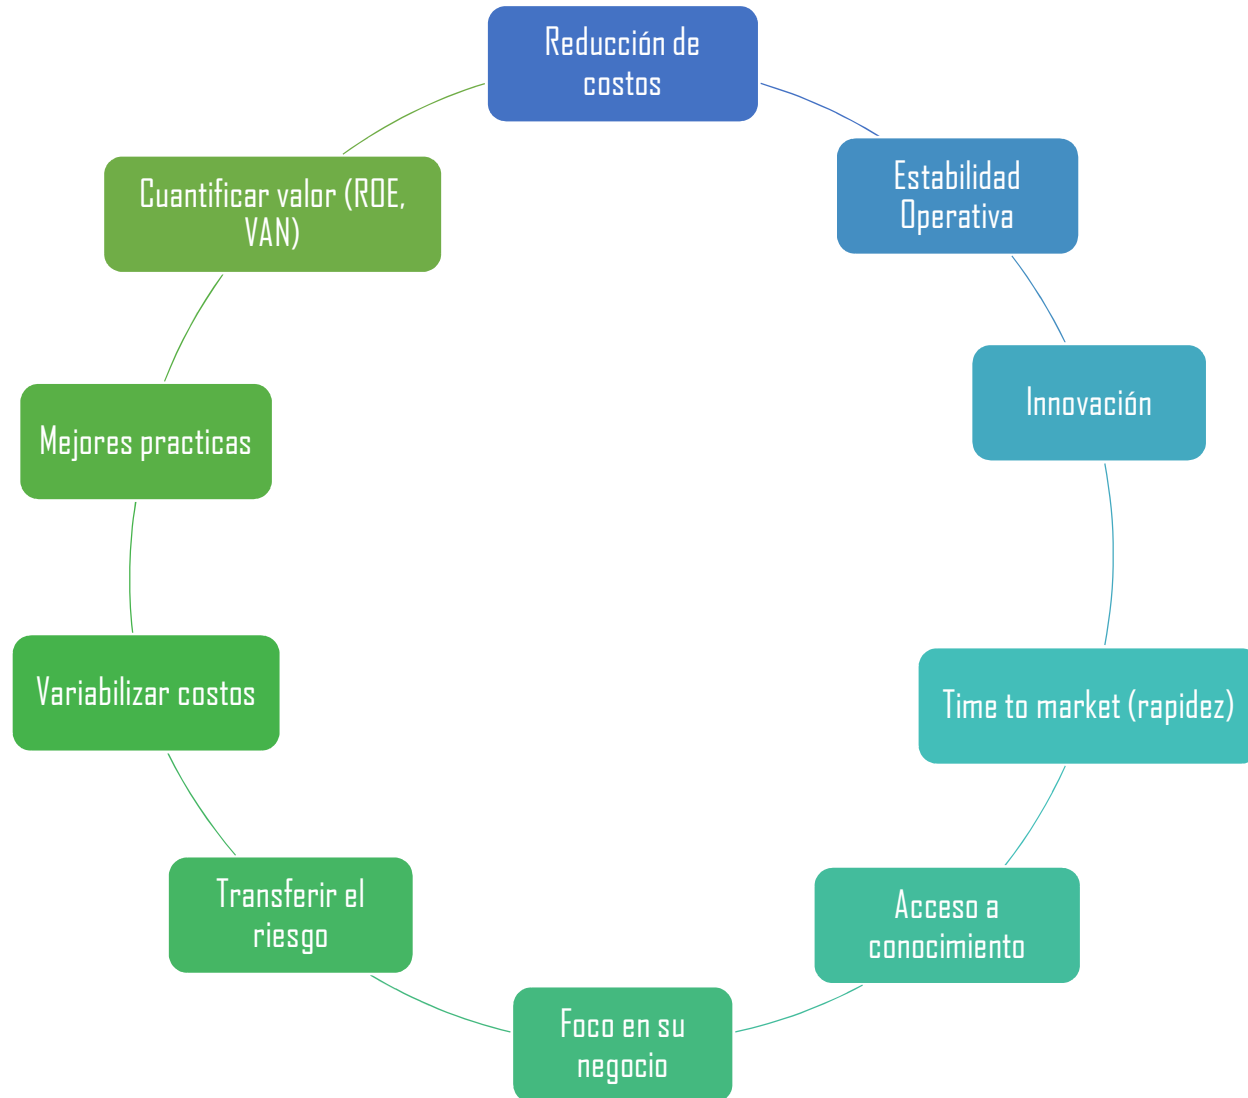 Reducción de
costos
Estabilidad
Operativa
Innovación
Time to market (rapidez)
Acceso a
conocimiento
Foco en su
negocio
Transferir el
riesgo
Variabilizar costos
Mejores practicas
Cuantificar valor (ROE,
VAN)